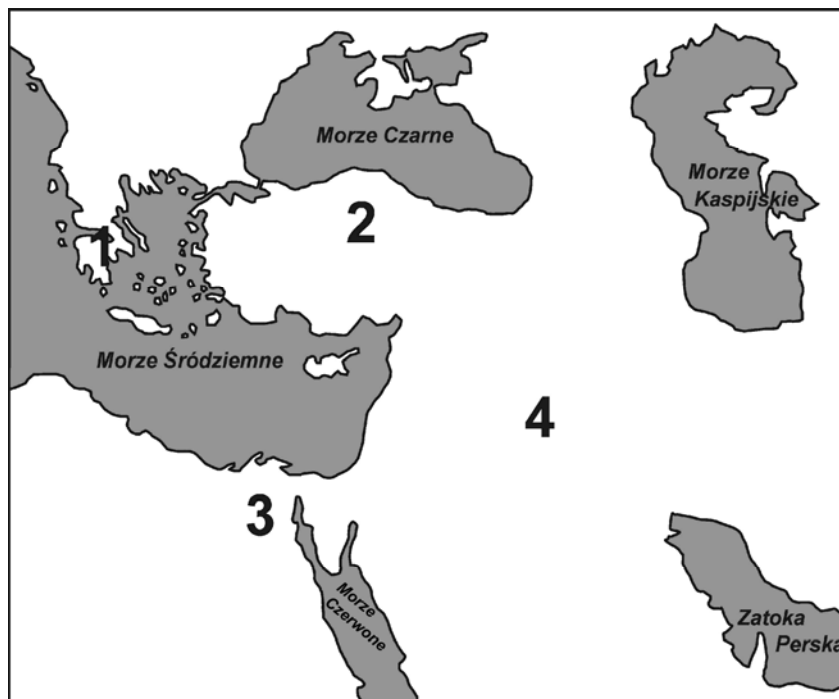 Morze Czarne
Morze
Kaspijskie
2
1
Morze Śródziemne
4
3
Morze
Czerwone
Zatoka
Perska